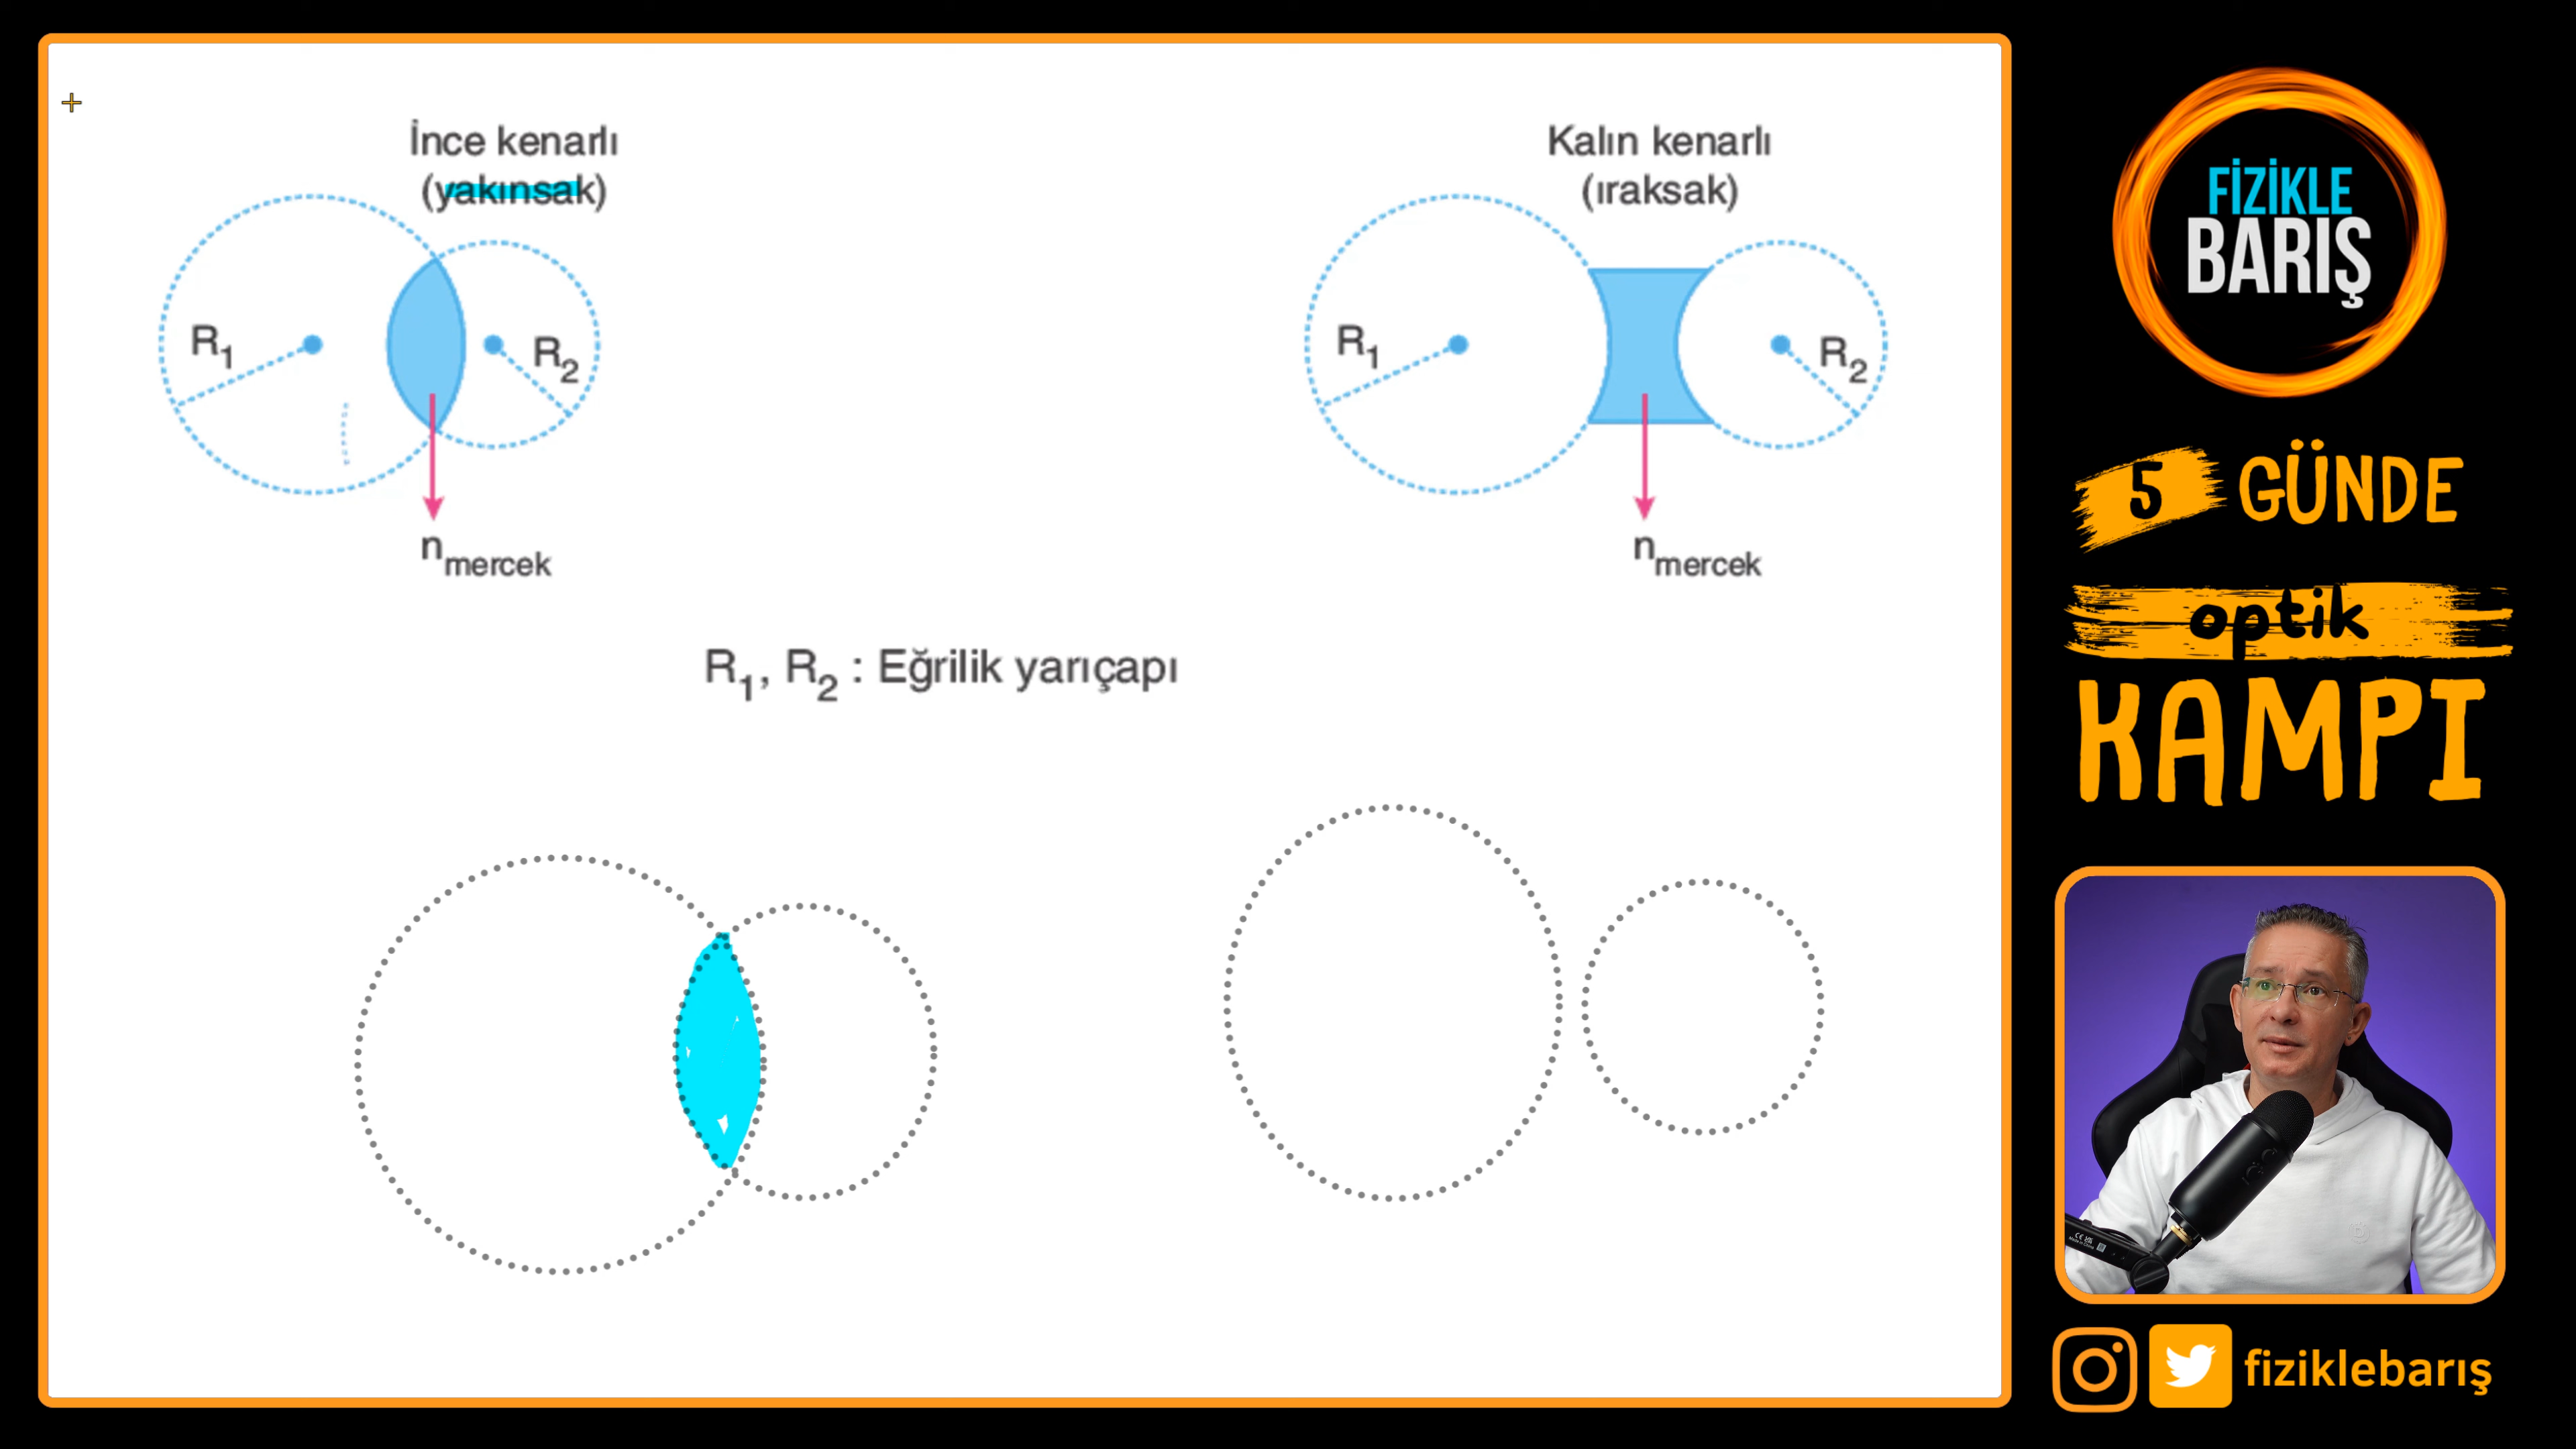 İnce kenarlı
(yakınsak)
R1
R2
nmercek
Kalın kenarlı
(ıraksak)
R1
R2
nmercek
R1, R2 : Eğrilik yarıçapı
FİZİKLE
BARIŞ
5 GÜNDE
optik
KAMPI
fiziklebarış